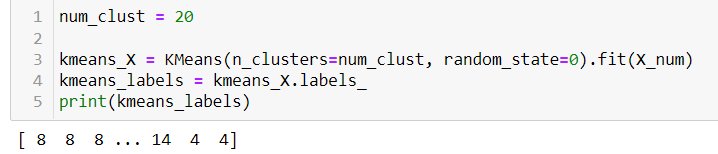 1 num_clust = 20
2
3 kmeans_X = KMeans(n_clusters=num_clust, random_state=0).fit(X_num)
4 kmeans_labels = kmeans_X.labels_
5 print(kmeans_labels)
[ 8  8  8 ... 14  4  4]